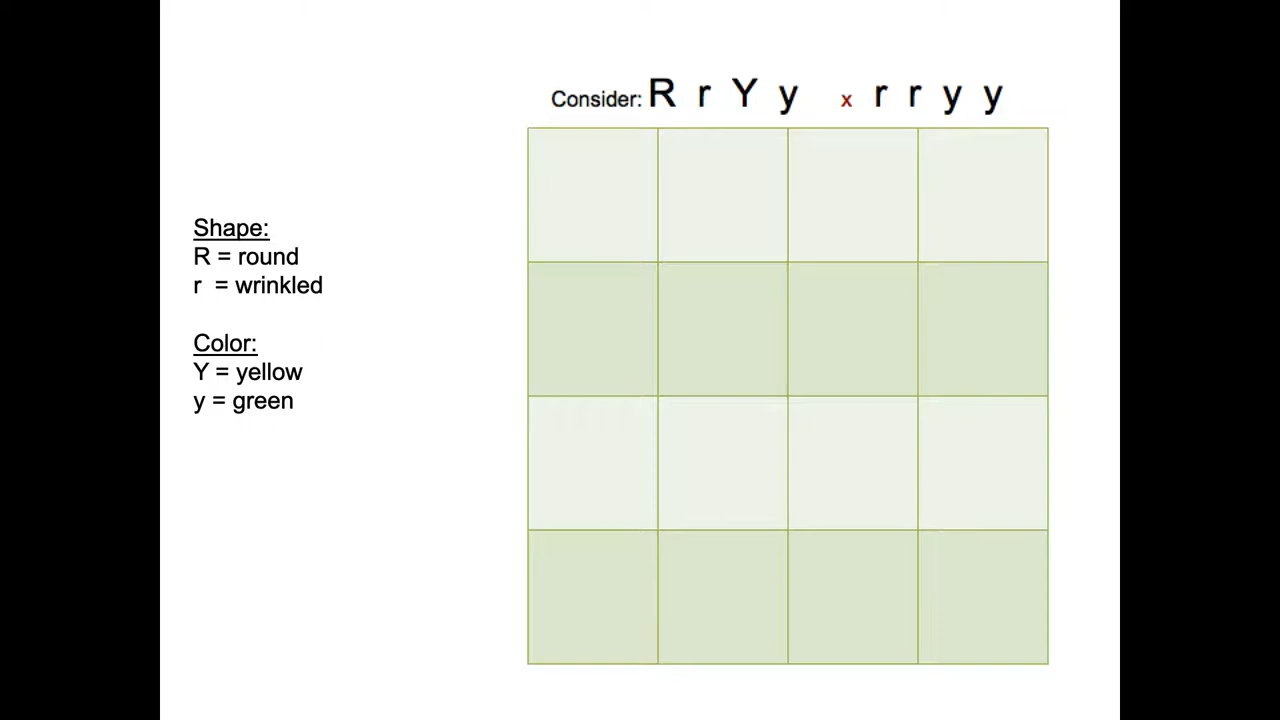 Consider: R r Y y x r r y y
Shape:
R = round
r = wrinkled
Color:
Y = yellow
y = green